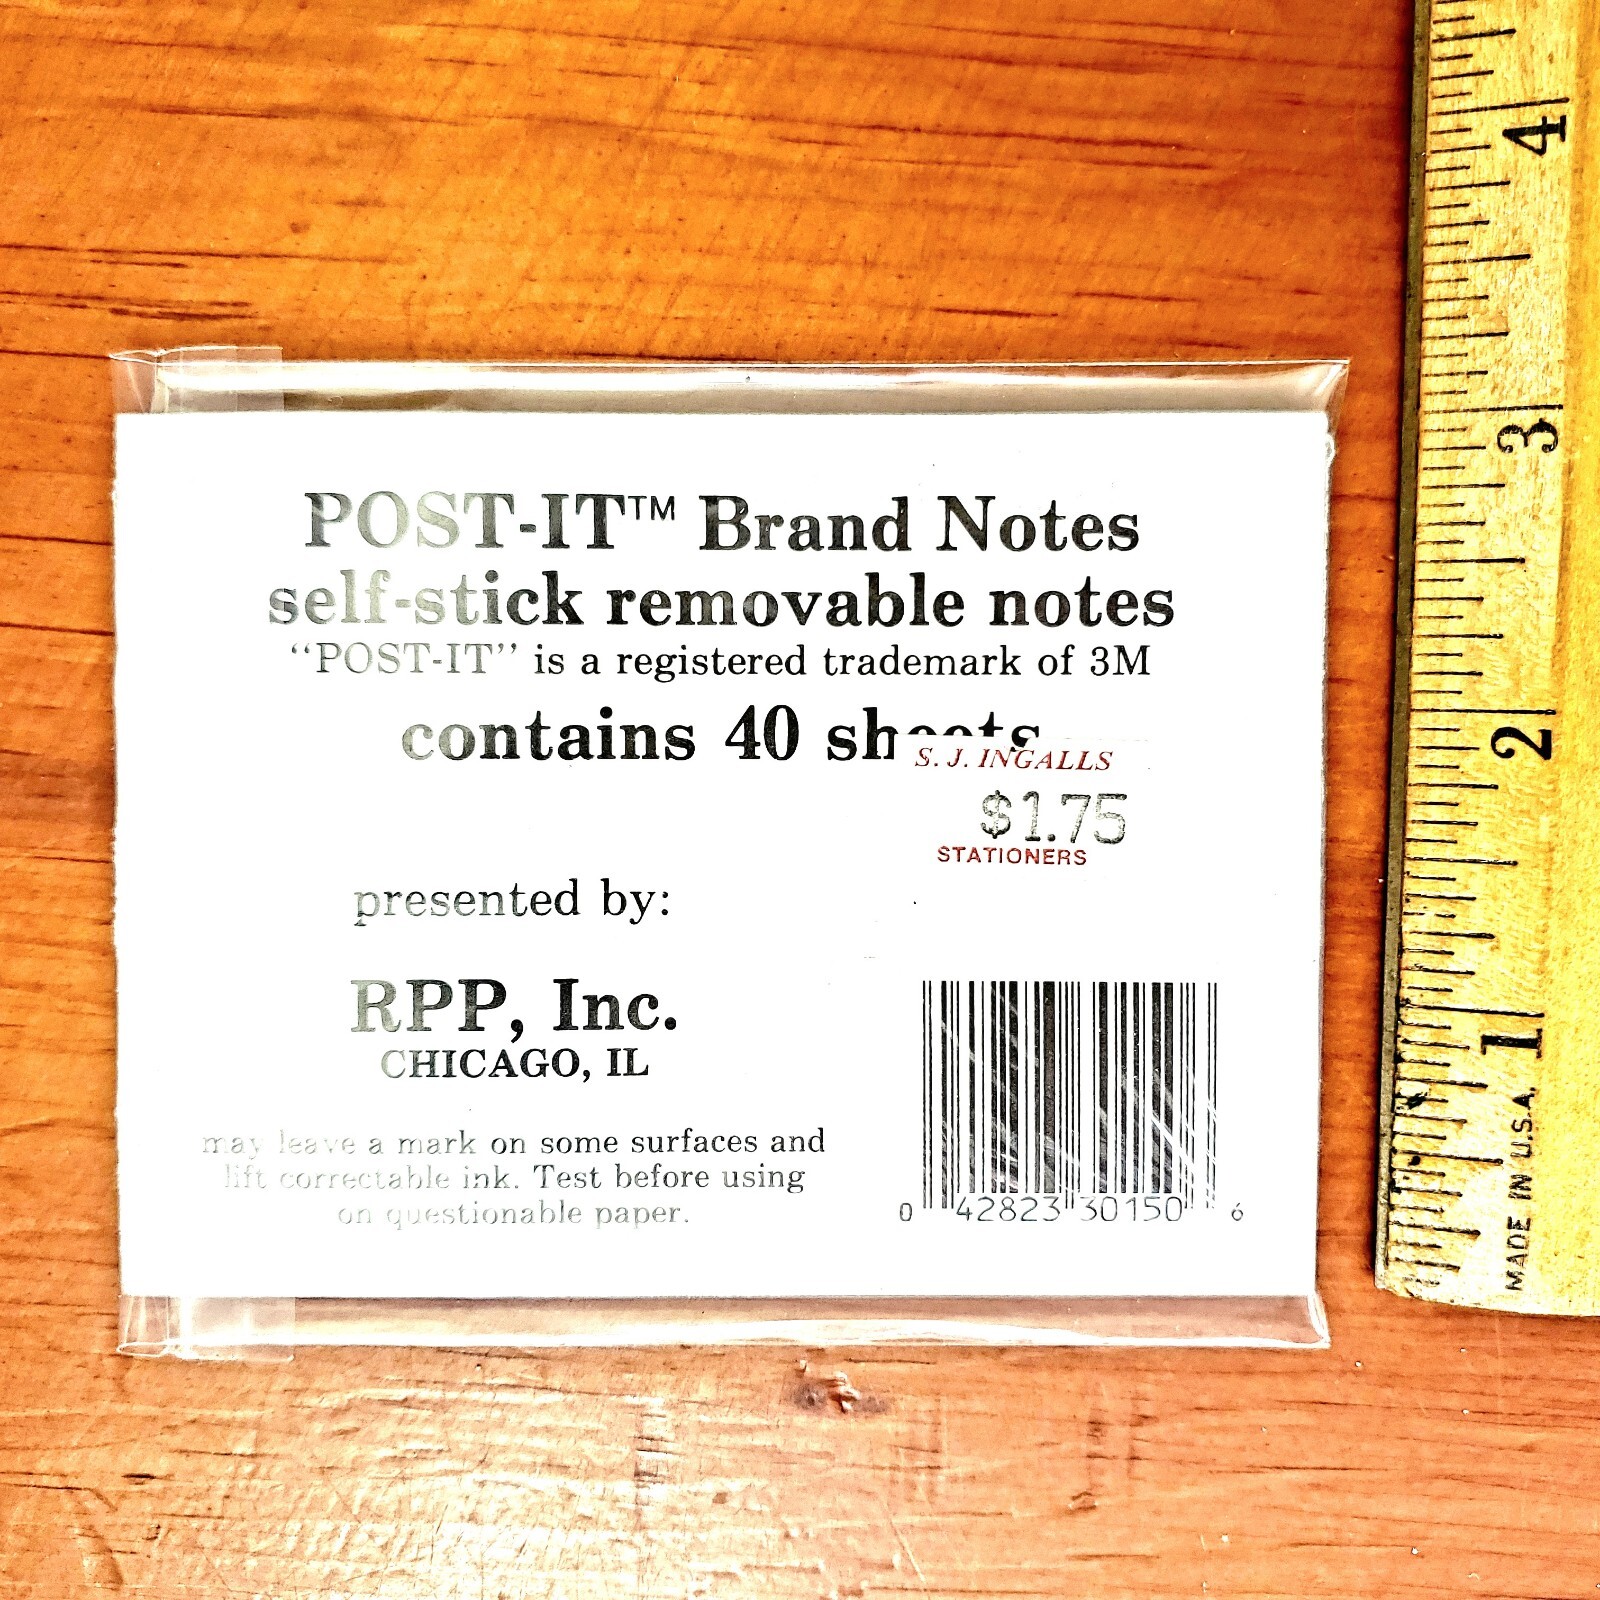 POST-IT™ Brand Notes
self-stick removable notes
“POST-IT” is a registered trademark of 3M
contains 40 sheets
S. J. INGALLS
$1.75
STATIONERS
presented by:
RPP, Inc.
CHICAGO, IL
may leave a mark on some surfaces and
lift correctable ink. Test before using
on questionable paper.
0 42823 30150 6
4
3
2
1
MADE IN U.S.A.